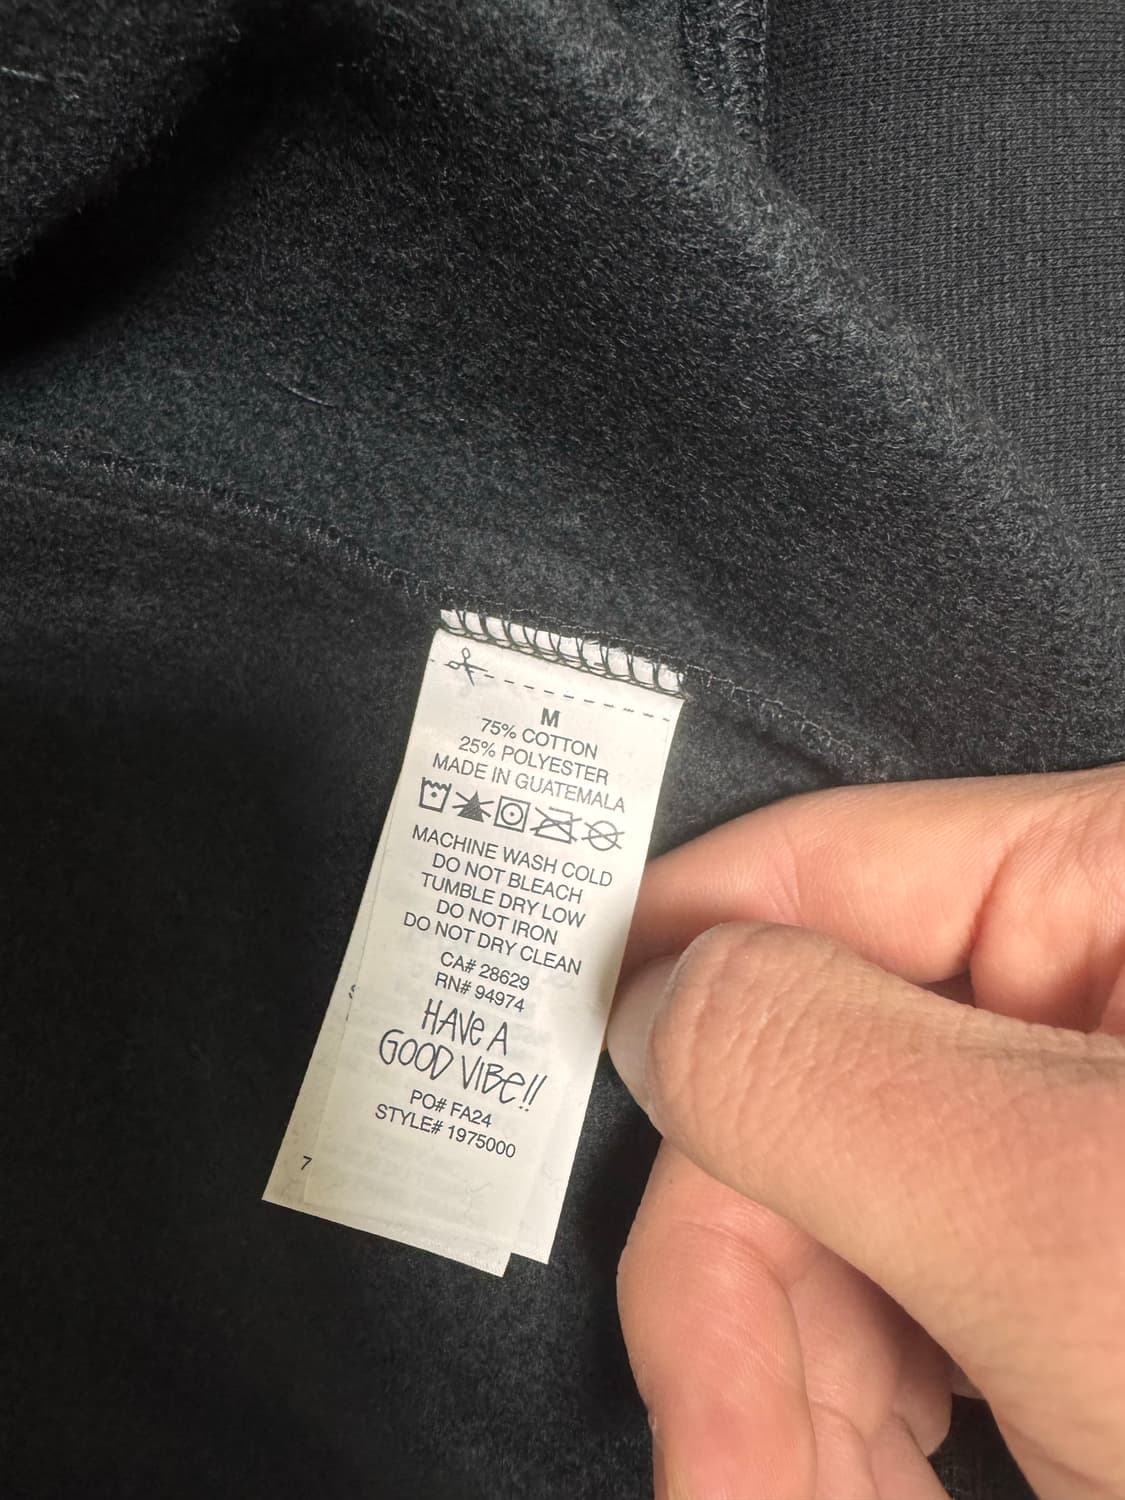 M
75% COTTON
25% POLYESTER
MADE IN GUATEMALA
MACHINE WASH COLD
DO NOT BLEACH
TUMBLE DRY LOW
DO NOT IRON
DO NOT DRY CLEAN
CA# 28629
RN# 94974
HAVE A
GOOD VIBE!!
PO# FA24
STYLE# 1975000
7